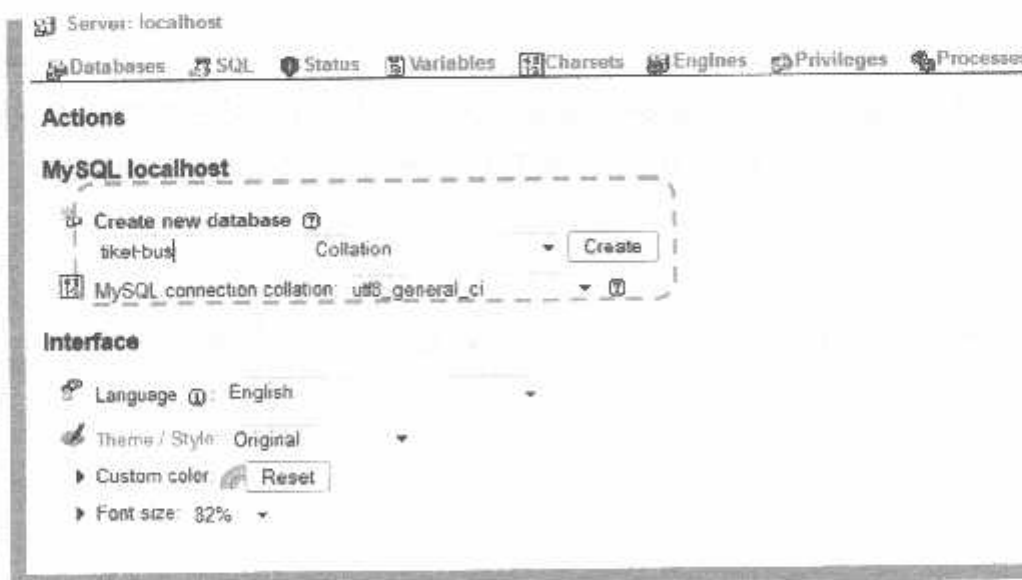 Server: localhost
Databases SQL Status Variables Charsets Engines Privileges Processes
Actions
MySQL localhost
Create new database
tiket-bus Collation Create
MySQL connection collation: utf8_general_ci
Interface
Language : English
Theme / Style: Original
Custom color: Reset
Font size: 82%